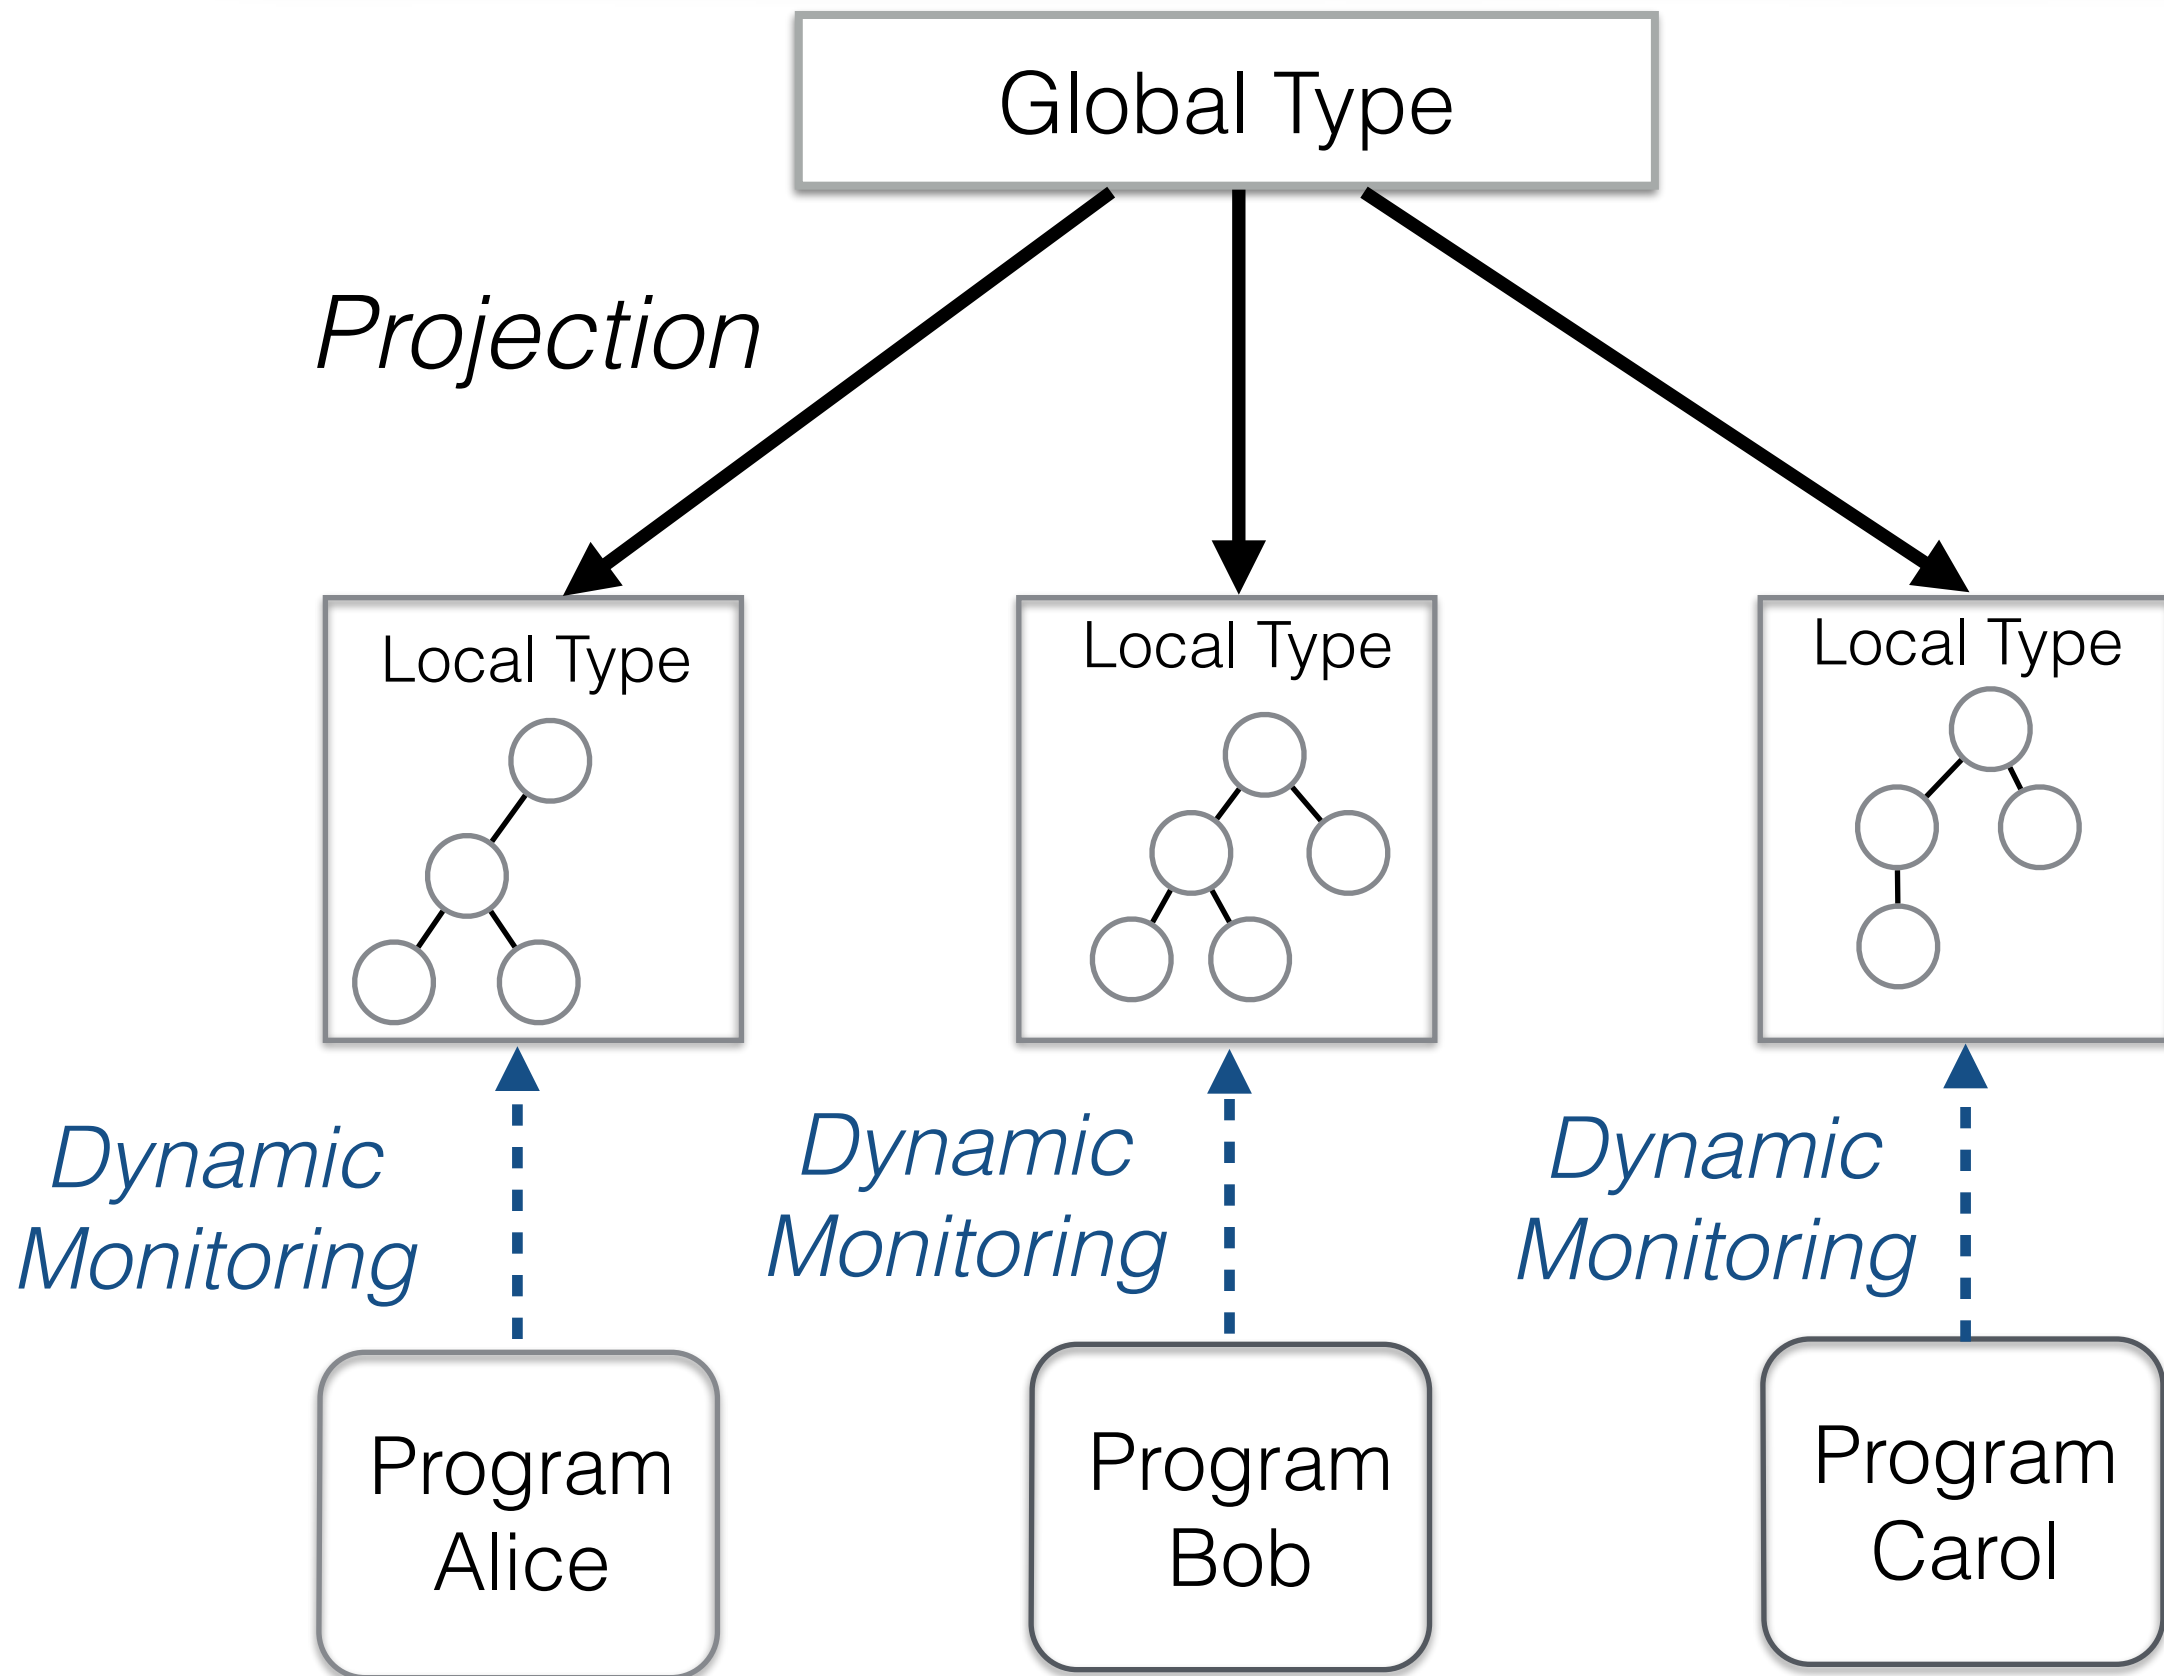 Global Type
Projection
Local Type
Local Type
Local Type
Dynamic
Monitoring
Dynamic
Monitoring
Dynamic
Monitoring
Program
Alice
Program
Bob
Program
Carol